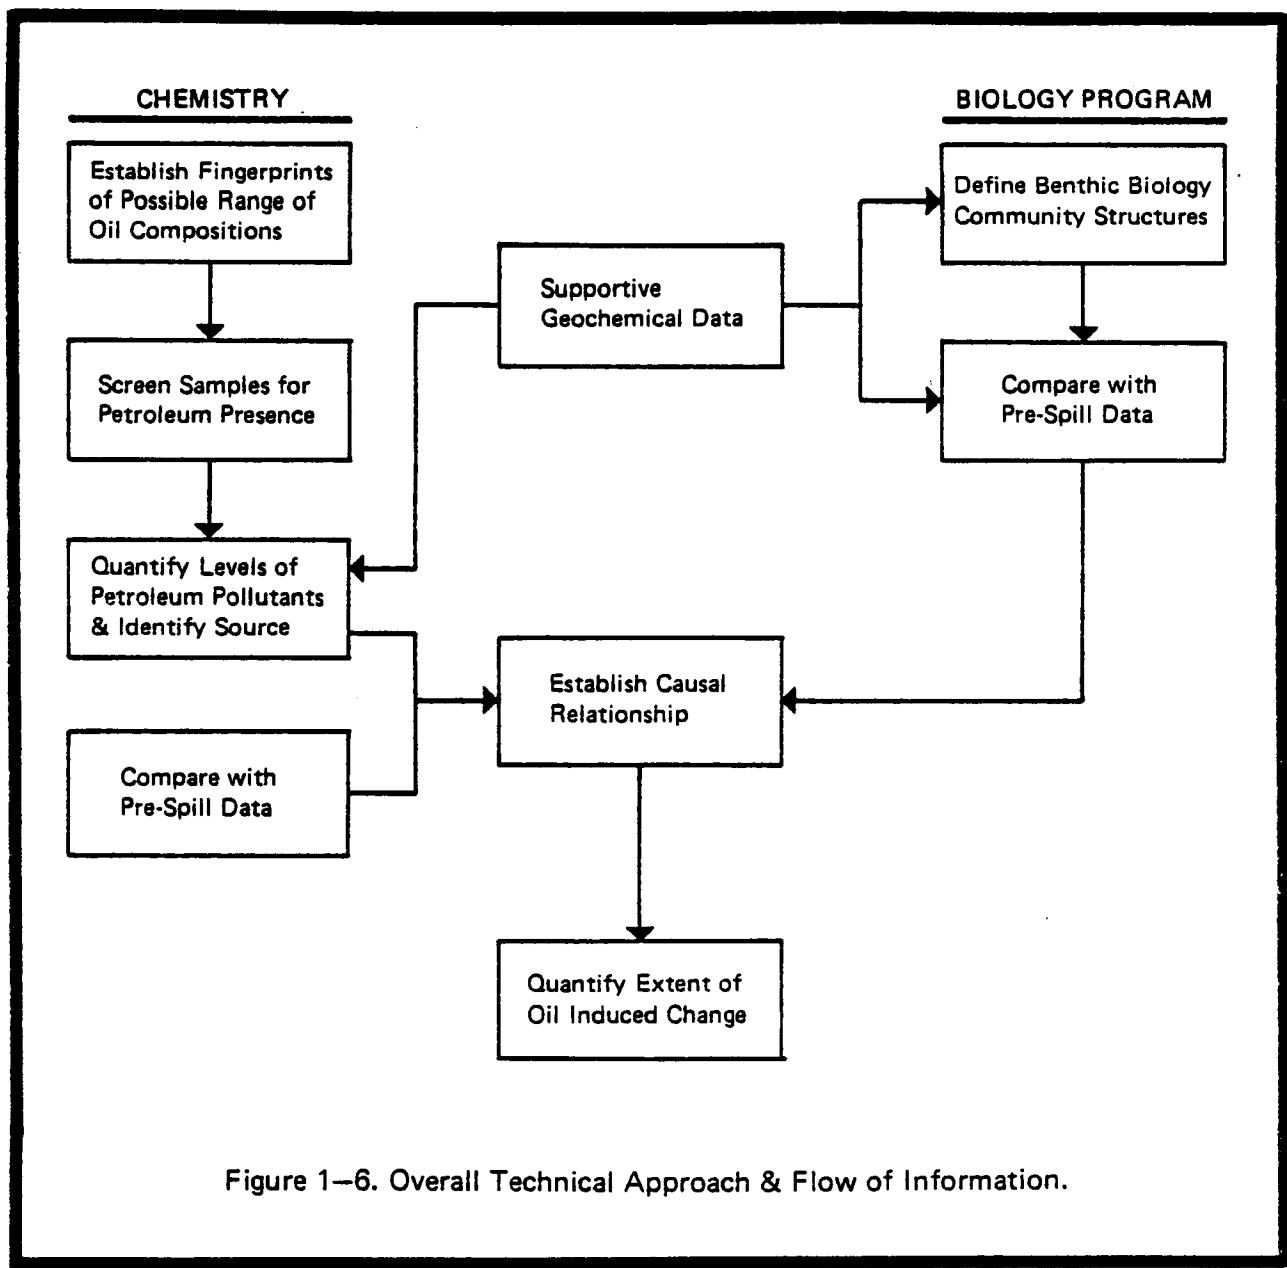 CHEMISTRY
Establish Fingerprints
of Possible Range of
Oil Compositions
Screen Samples for
Petroleum Presence
Quantify Levels of
Petroleum Pollutants
& Identify Source
Compare with
Pre-Spill Data
Supportive
Geochemical Data
Establish Causal
Relationship
Quantify Extent of
Oil Induced Change
BIOLOGY PROGRAM
Define Benthic Biology
Community Structures
Compare with
Pre-Spill Data
Figure 1—6. Overall Technical Approach & Flow of Information.